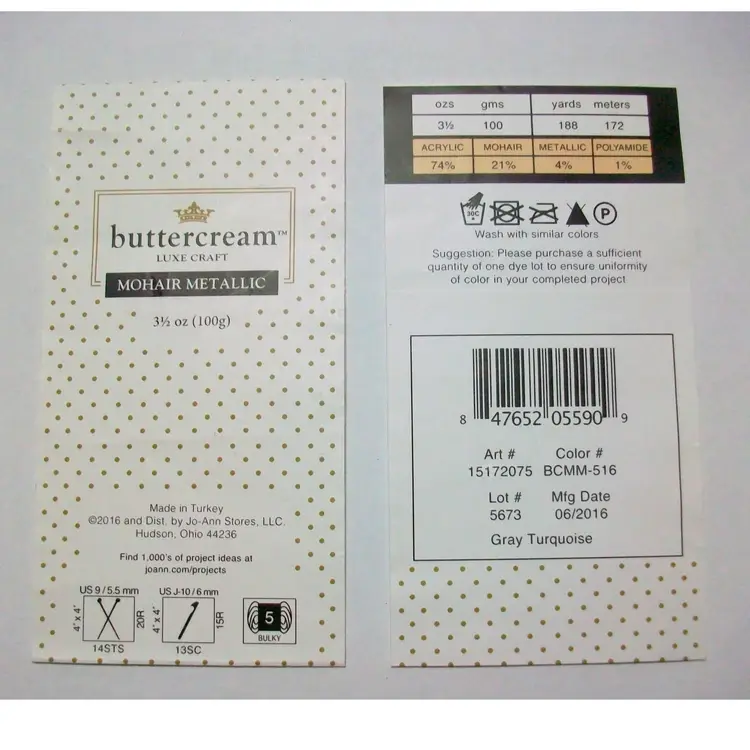 buttercream™
LUXE CRAFT
MOHAIR METALLIC
3½ oz (100g)
Made in Turkey
©2016 and Dist. by Jo-Ann Stores, LLC.
Hudson, Ohio 44236
Find 1,000's of project ideas at
joann.com/projects
US 9 / 5.5 mm
4" x 4"
20R
14STS
US J-10 / 6 mm
4" x 4"
15R
13SC
5
BULKY
ozs gms yards meters
3½ 100 188 172
ACRYLIC MOHAIR METALLIC POLYAMIDE
74% 21% 4% 1%
30C
P
Wash with similar colors
Suggestion: Please purchase a sufficient
quantity of one dye lot to ensure uniformity
of color in your completed project
8 47652 05590 9
Art # Color #
15172075 BCMM-516
Lot # Mfg Date
5673 06/2016
Gray Turquoise